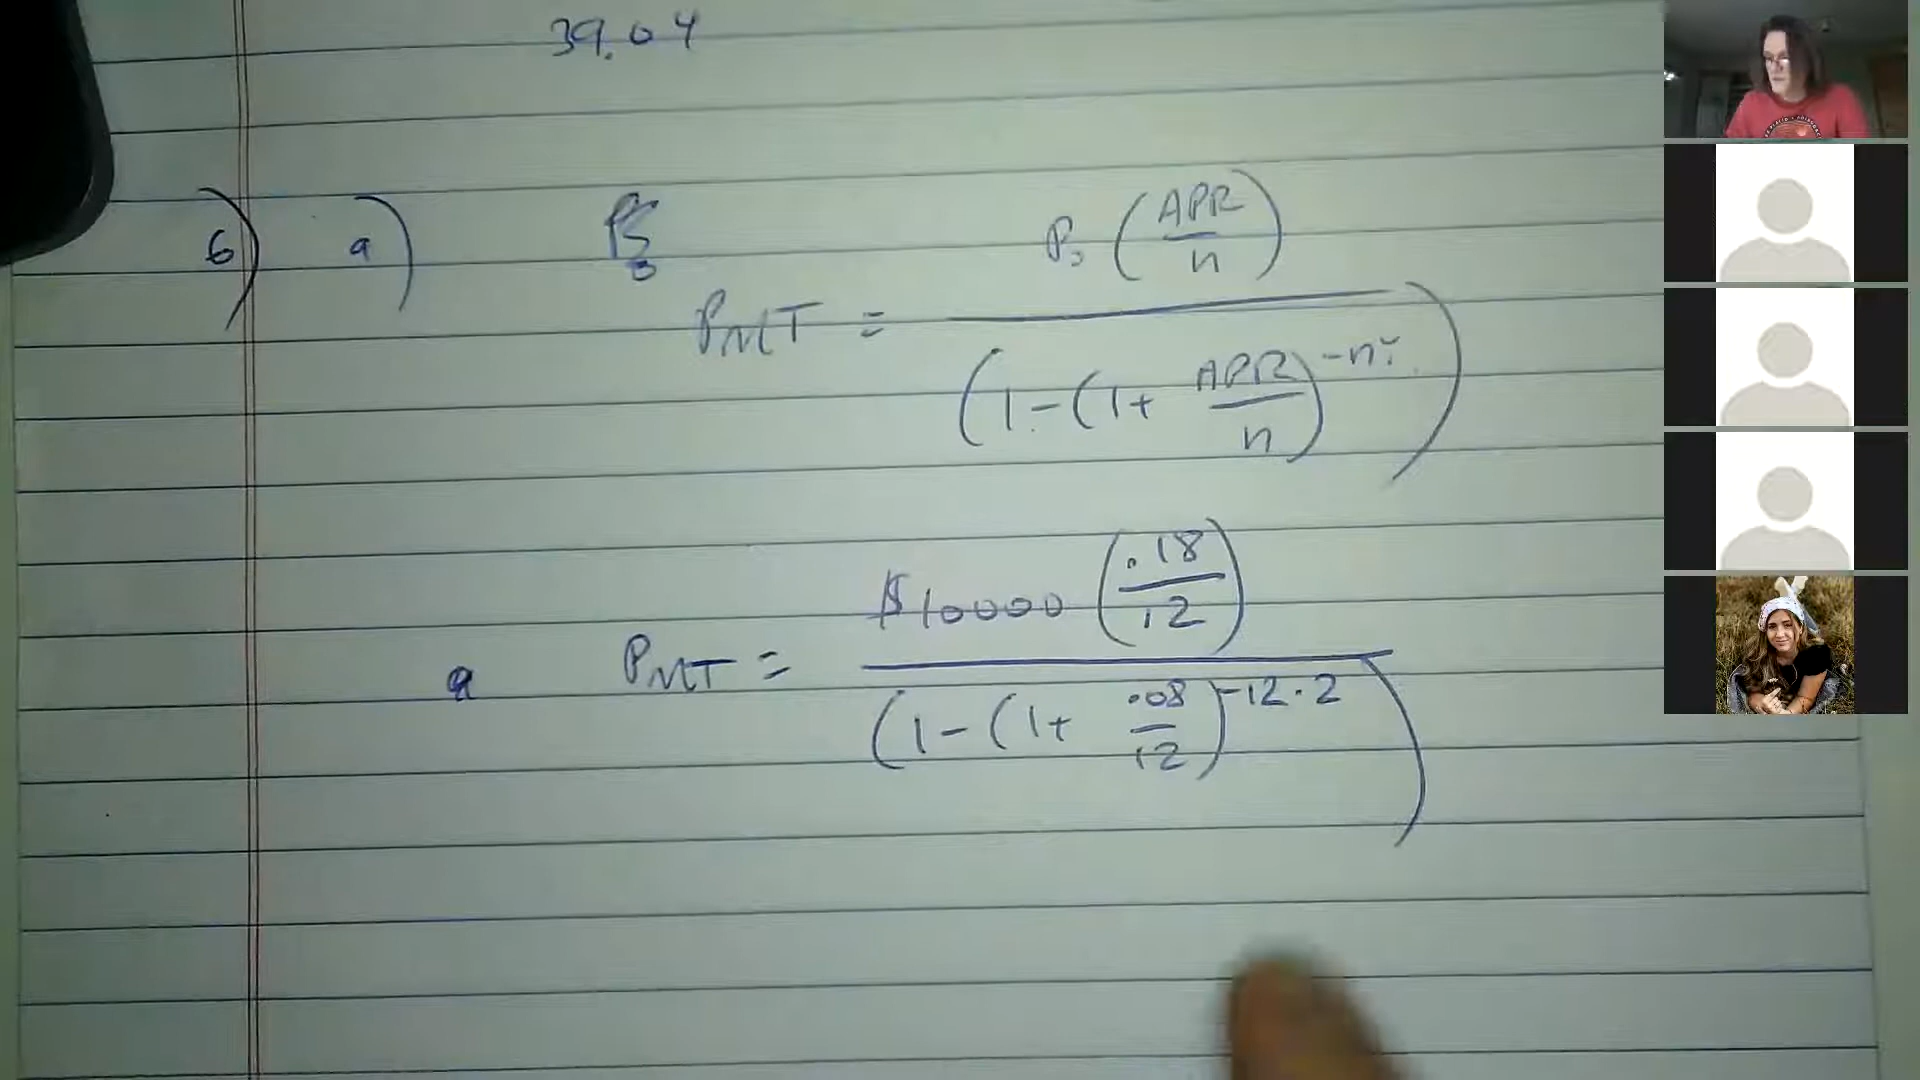 39.04
6) a) P0
PMT = P0 (APR/n) / (1-(1+ APR/n)^-nY)
a PMT = $10000 (.18/12) / (1-(1+ .08/12)^-12·2)